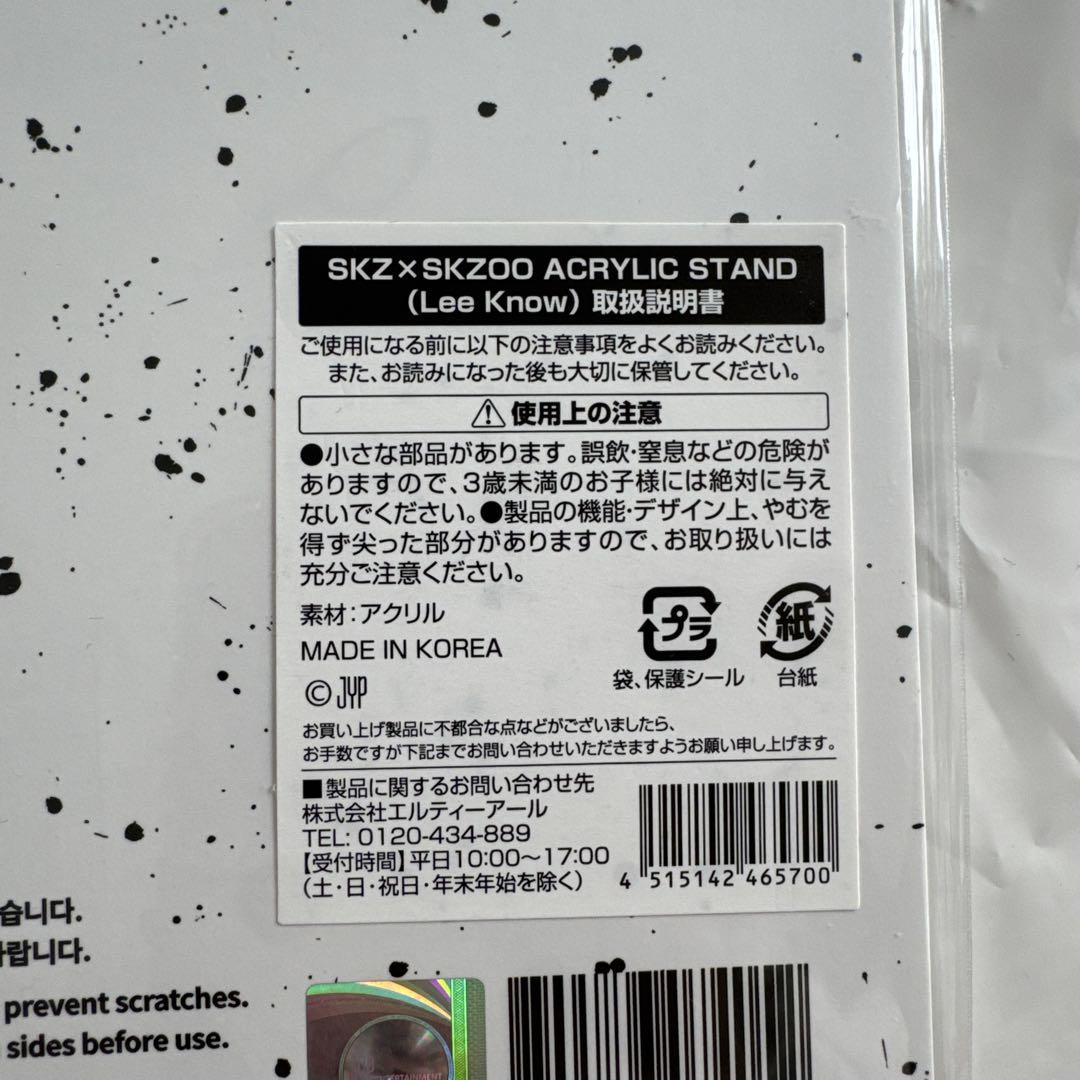 SKZ×SKZOO ACRYLIC STAND
（Lee Know）取扱説明書
ご使用になる前に以下の注意事項をよくお読みください。
また、お読みになった後も大切に保管してください。
使用上の注意
●小さな部品があります。誤飲・窒息などの危険が
ありますので、3歳未満のお子様には絶対に与え
ないでください。●製品の機能・デザイン上、やむを
得ず尖った部分がありますので、お取り扱いには
充分ご注意ください。
素材：アクリル
MADE IN KOREA
© JYP
プラ
袋、保護シール
紙
台紙
お買い上げ製品に不都合な点などがございましたら、
お手数ですが下記までお問い合わせいただきますようお願い申し上げます。
■製品に関するお問い合わせ先
株式会社エルティーアール
TEL: 0120-434-889
【受付時間】平日10:00〜17:00
（土・日・祝日・年末年始を除く）
4 515142 465700
습니다.
랍니다.
prevent scratches.
sides before use.